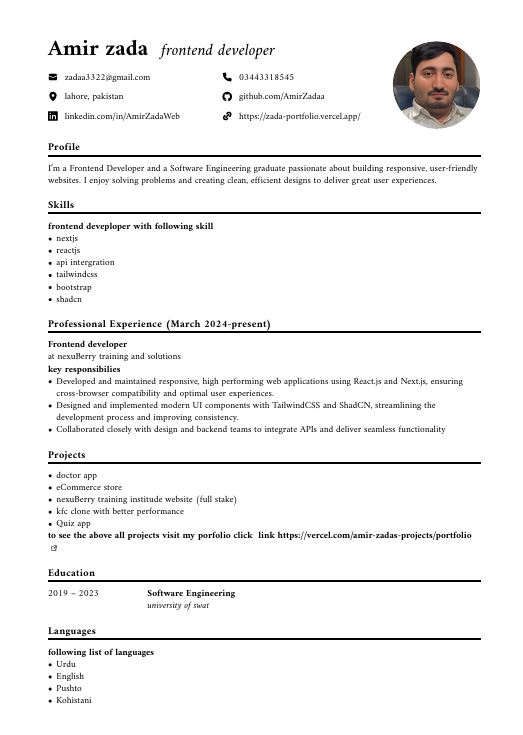 Amir zada frontend developer
zadaa3322@gmail.com 03443318545
lahore, pakistan github.com/AmirZadaa
linkedin.com/in/AmirZadaWeb https://zada-portfolio.vercel.app/
Profile
I'm a Frontend Developer and a Software Engineering graduate passionate about building responsive, user-friendly
websites. I enjoy solving problems and creating clean, efficient designs to deliver great user experiences.
Skills
frontend deveploper with following skill
• nextjs
• reactjs
• api intergration
• tailwindcss
• bootstrap
• shadcn
Professional Experience (March 2024-present)
Frontend developer
at nexuBerry training and solutions
key responsibilies
• Developed and maintained responsive, high performing web applications using React.js and Next.js, ensuring
cross-browser compatibility and optimal user experiences.
• Designed and implemented modern UI components with TailwindCSS and ShadCN, streamlining the
development process and improving consistency.
• Collaborated closely with design and backend teams to integrate APIs and deliver seamless functionality
Projects
• doctor app
• eCommerce store
• nexuBerry training institude website (full stake)
• kfc clone with better performance
• Quiz app
to see the above all projects visit my porfolio click link https://vercel.com/amir-zadas-projects/portfolio
Education
2019 – 2023 Software Engineering
university of swat
Languages
following list of languages
• Urdu
• English
• Pushto
• Kohistani